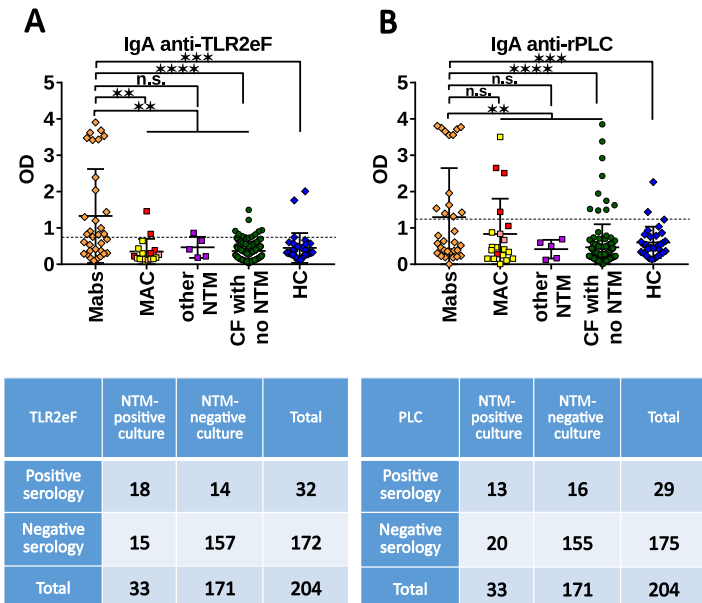 A
IgA anti-TLR2eF
✶✶✶
✶✶✶✶
n.s.
✶✶
✶✶
OD
5
4
3
2
1
0
Mabs
MAC
other
NTM
CF with
no NTM
HC
B
IgA anti-rPLC
✶✶✶
✶✶✶✶
n.s.
n.s.
✶✶
OD
5
4
3
2
1
0
Mabs
MAC
other
NTM
CF with
no NTM
HC
TLR2eF NTM-positive culture NTM-negative culture Total
Positive serology 18 14 32
Negative serology 15 157 172
Total 33 171 204
PLC NTM-positive culture NTM-negative culture Total
Positive serology 13 16 29
Negative serology 20 155 175
Total 33 171 204